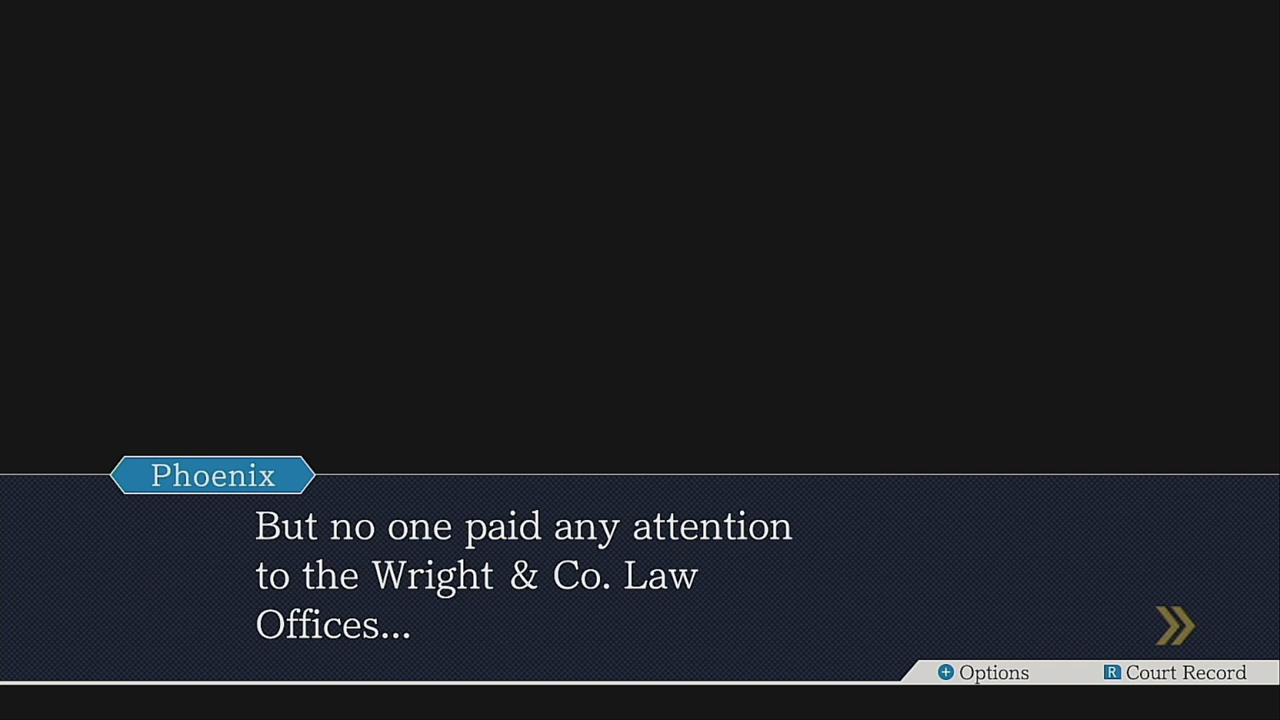 Phoenix
But no one paid any attention
to the Wright & Co. Law
Offices...
+ Options
R Court Record